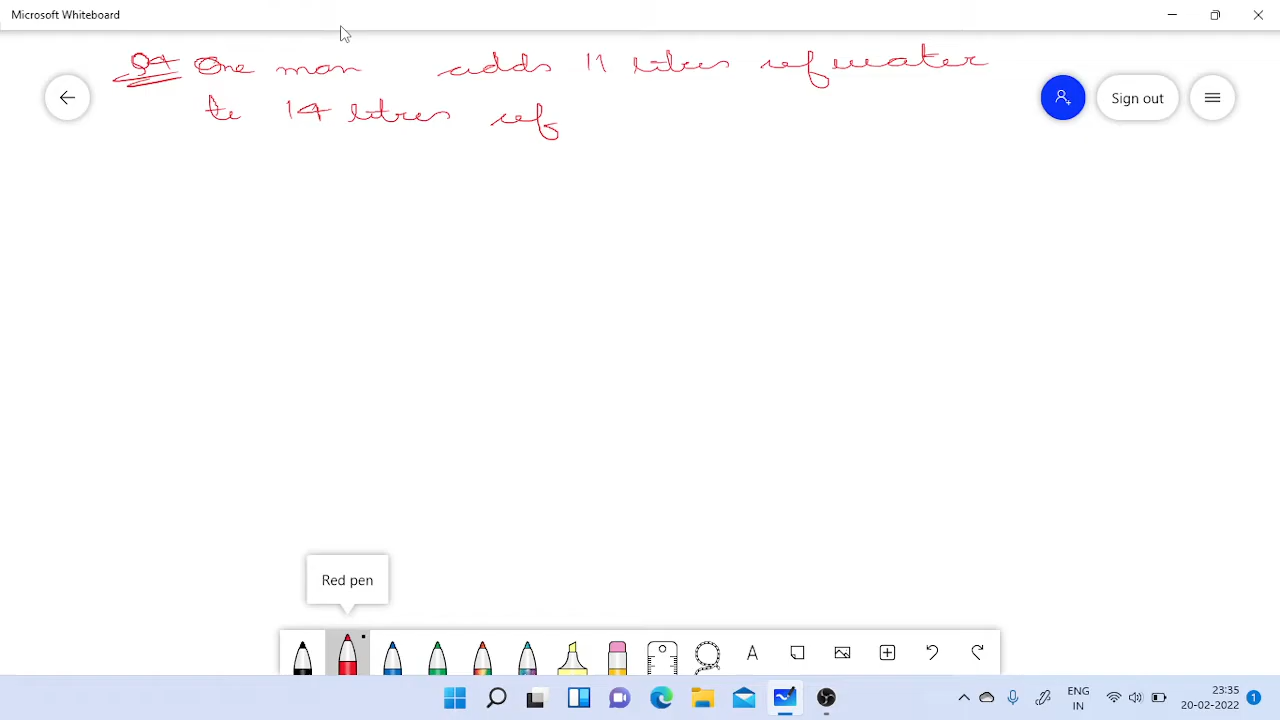 Microsoft Whiteboard
Q4 One man adds 11 litres of water
to 14 litres of
Sign out
Red pen
A
ENG
IN
23:35
20-02-2022
1